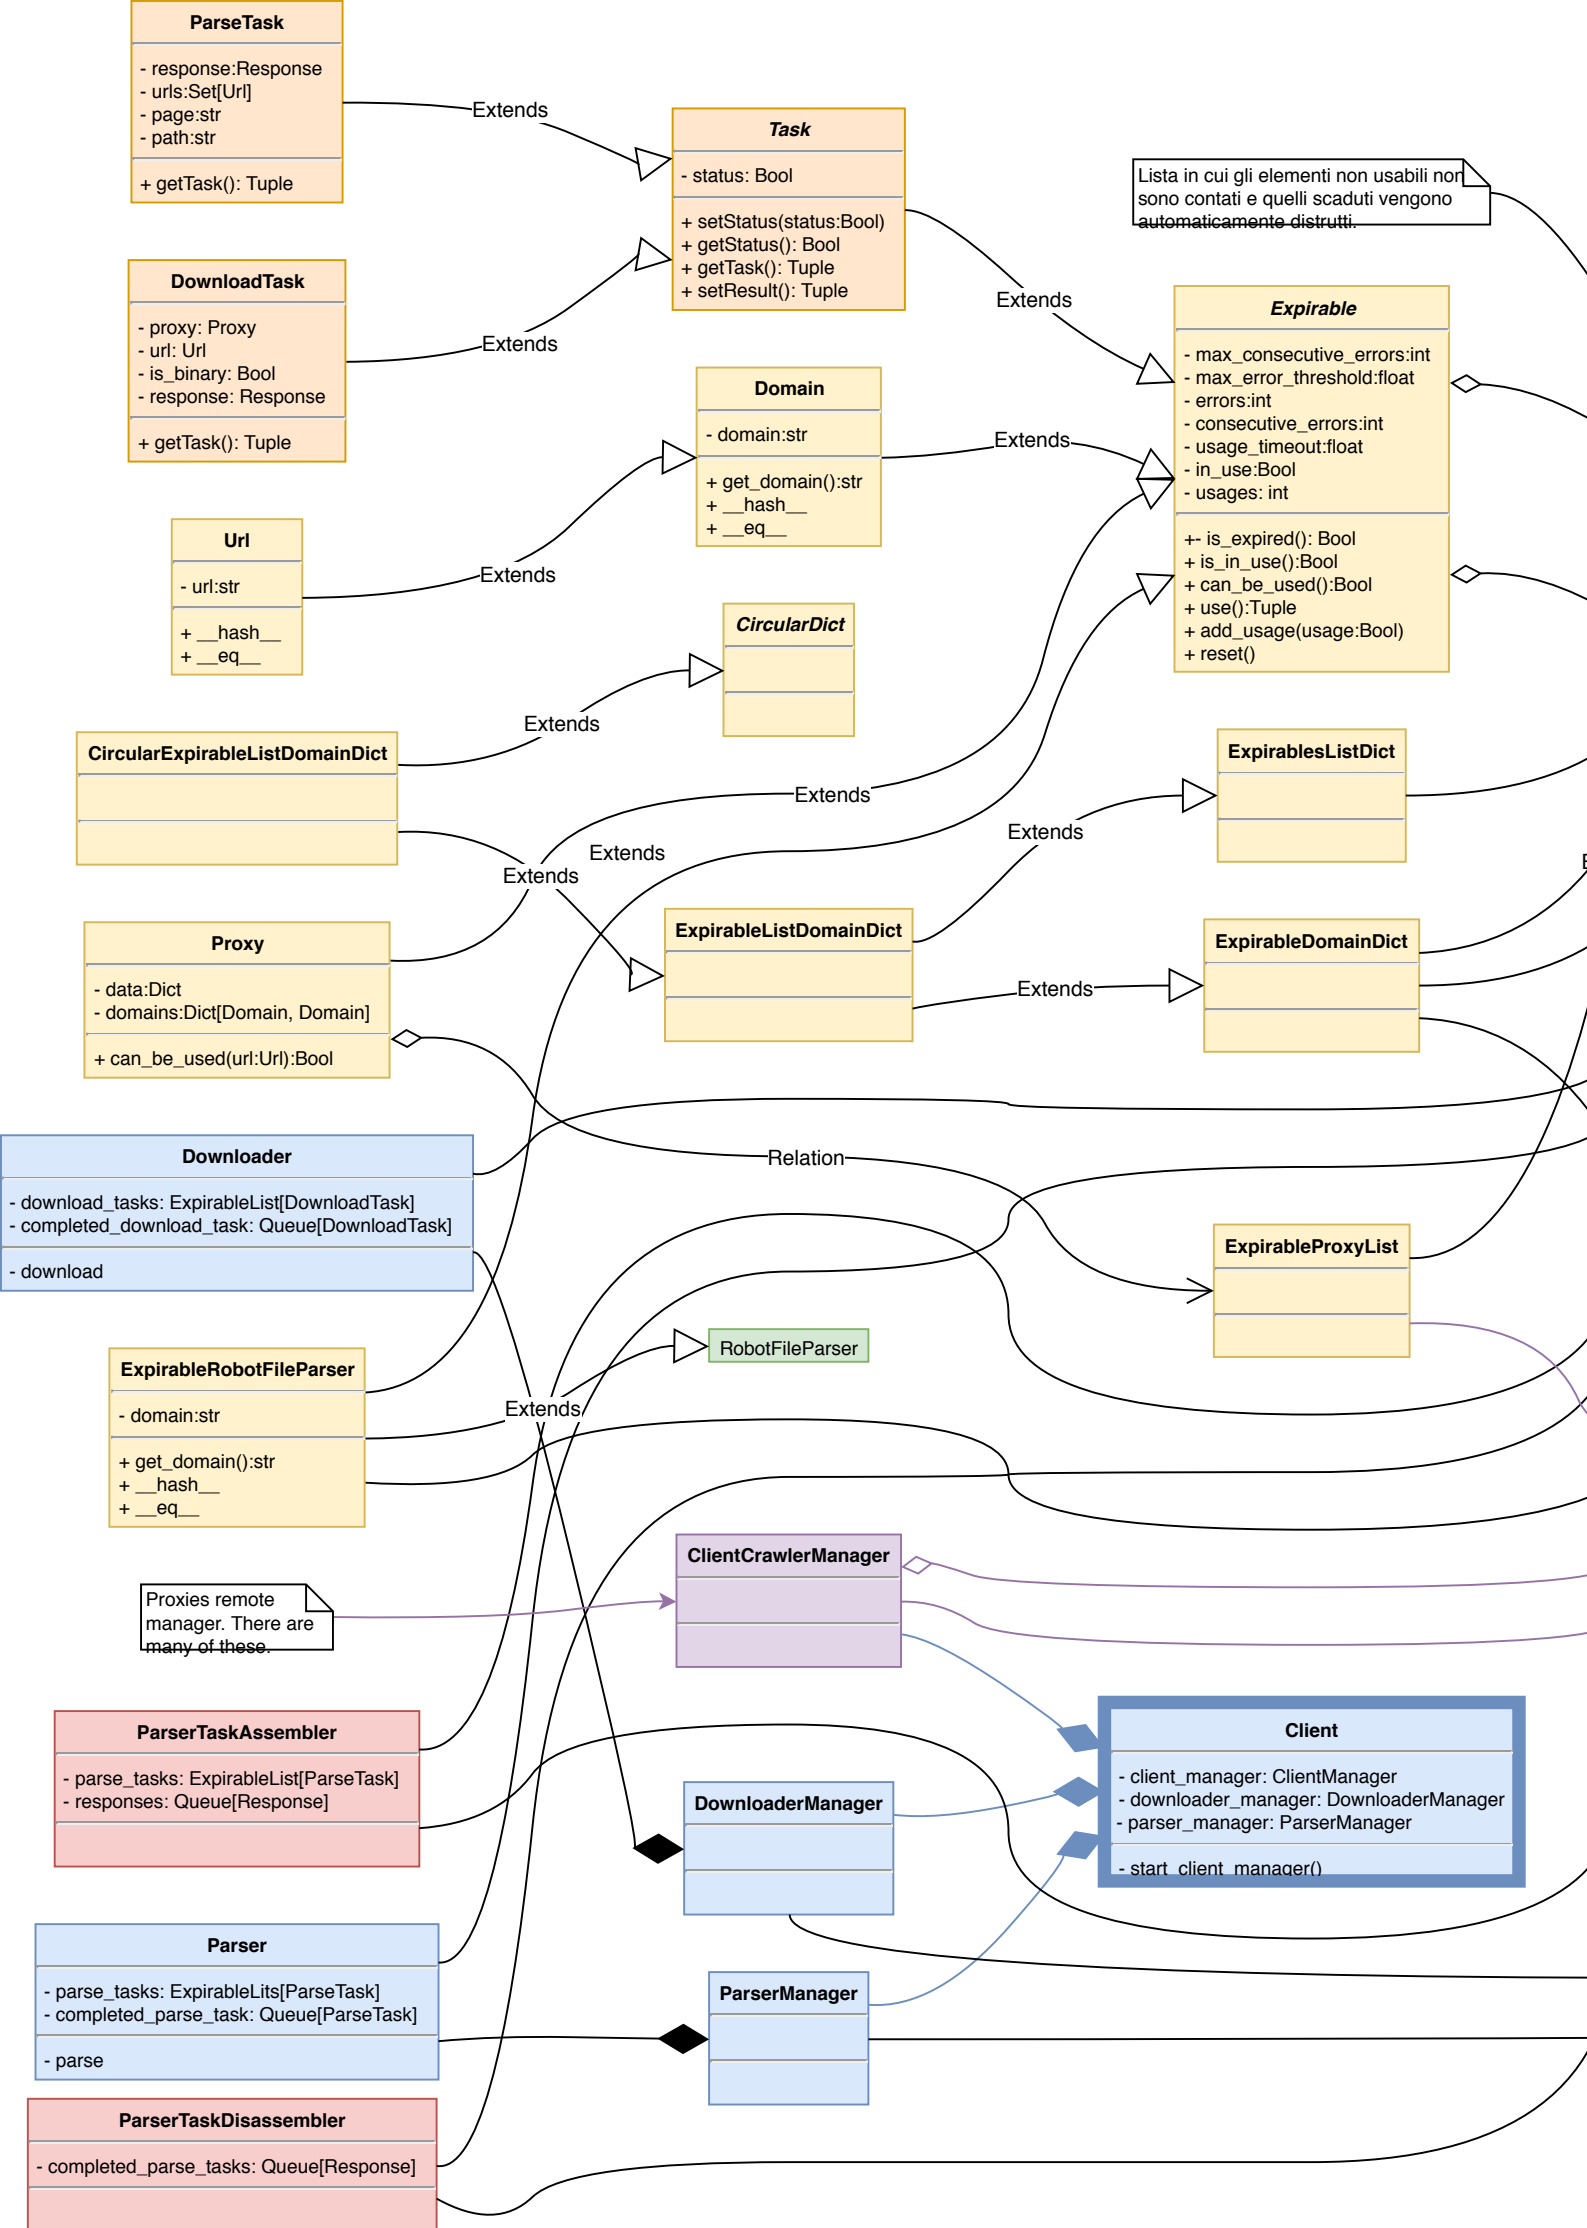 ParseTask
- response:Response
- urls:Set[Url]
- page:str
- path:str
+ getTask(): Tuple
Extends
Task
- status: Bool
+ setStatus(status:Bool)
+ getStatus(): Bool
+ getTask(): Tuple
+ setResult(): Tuple
Lista in cui gli elementi non usabili non
sono contati e quelli scaduti vengono
automaticamente distrutti.
DownloadTask
- proxy: Proxy
- url: Url
- is_binary: Bool
- response: Response
+ getTask(): Tuple
Extends
Extends
Expirable
- max_consecutive_errors:int
- max_error_threshold:float
- errors:int
- consecutive_errors:int
- usage_timeout:float
- in_use:Bool
- usages: int
+- is_expired(): Bool
+ is_in_use():Bool
+ can_be_used():Bool
+ use():Tuple
+ add_usage(usage:Bool)
+ reset()
Domain
- domain:str
+ get_domain():str
+ __hash__
+ __eq__
Extends
Url
- url:str
+ __hash__
+ __eq__
Extends
CircularDict
Extends
CircularExpirableListDomainDict
Extends
Extends
Extends
ExpirablesListDict
Extends
Proxy
- data:Dict
- domains:Dict[Domain, Domain]
+ can_be_used(url:Url):Bool
ExpirableListDomainDict
Extends
ExpirableDomainDict
Relation
Downloader
- download_tasks: ExpirableList[DownloadTask]
- completed_download_task: Queue[DownloadTask]
- download
ExpirableProxyList
ExpirableRobotFileParser
- domain:str
+ get_domain():str
+ __hash__
+ __eq__
Extends
RobotFileParser
Proxies remote
manager. There are
many of these.
ClientCrawlerManager
ParserTaskAssembler
- parse_tasks: ExpirableList[ParseTask]
- responses: Queue[Response]
DownloaderManager
Client
- client_manager: ClientManager
- downloader_manager: DownloaderManager
- parser_manager: ParserManager
- start_client_manager()
Parser
- parse_tasks: ExpirableLits[ParseTask]
- completed_parse_task: Queue[ParseTask]
- parse
ParserManager
ParserTaskDisassembler
- completed_parse_tasks: Queue[Response]